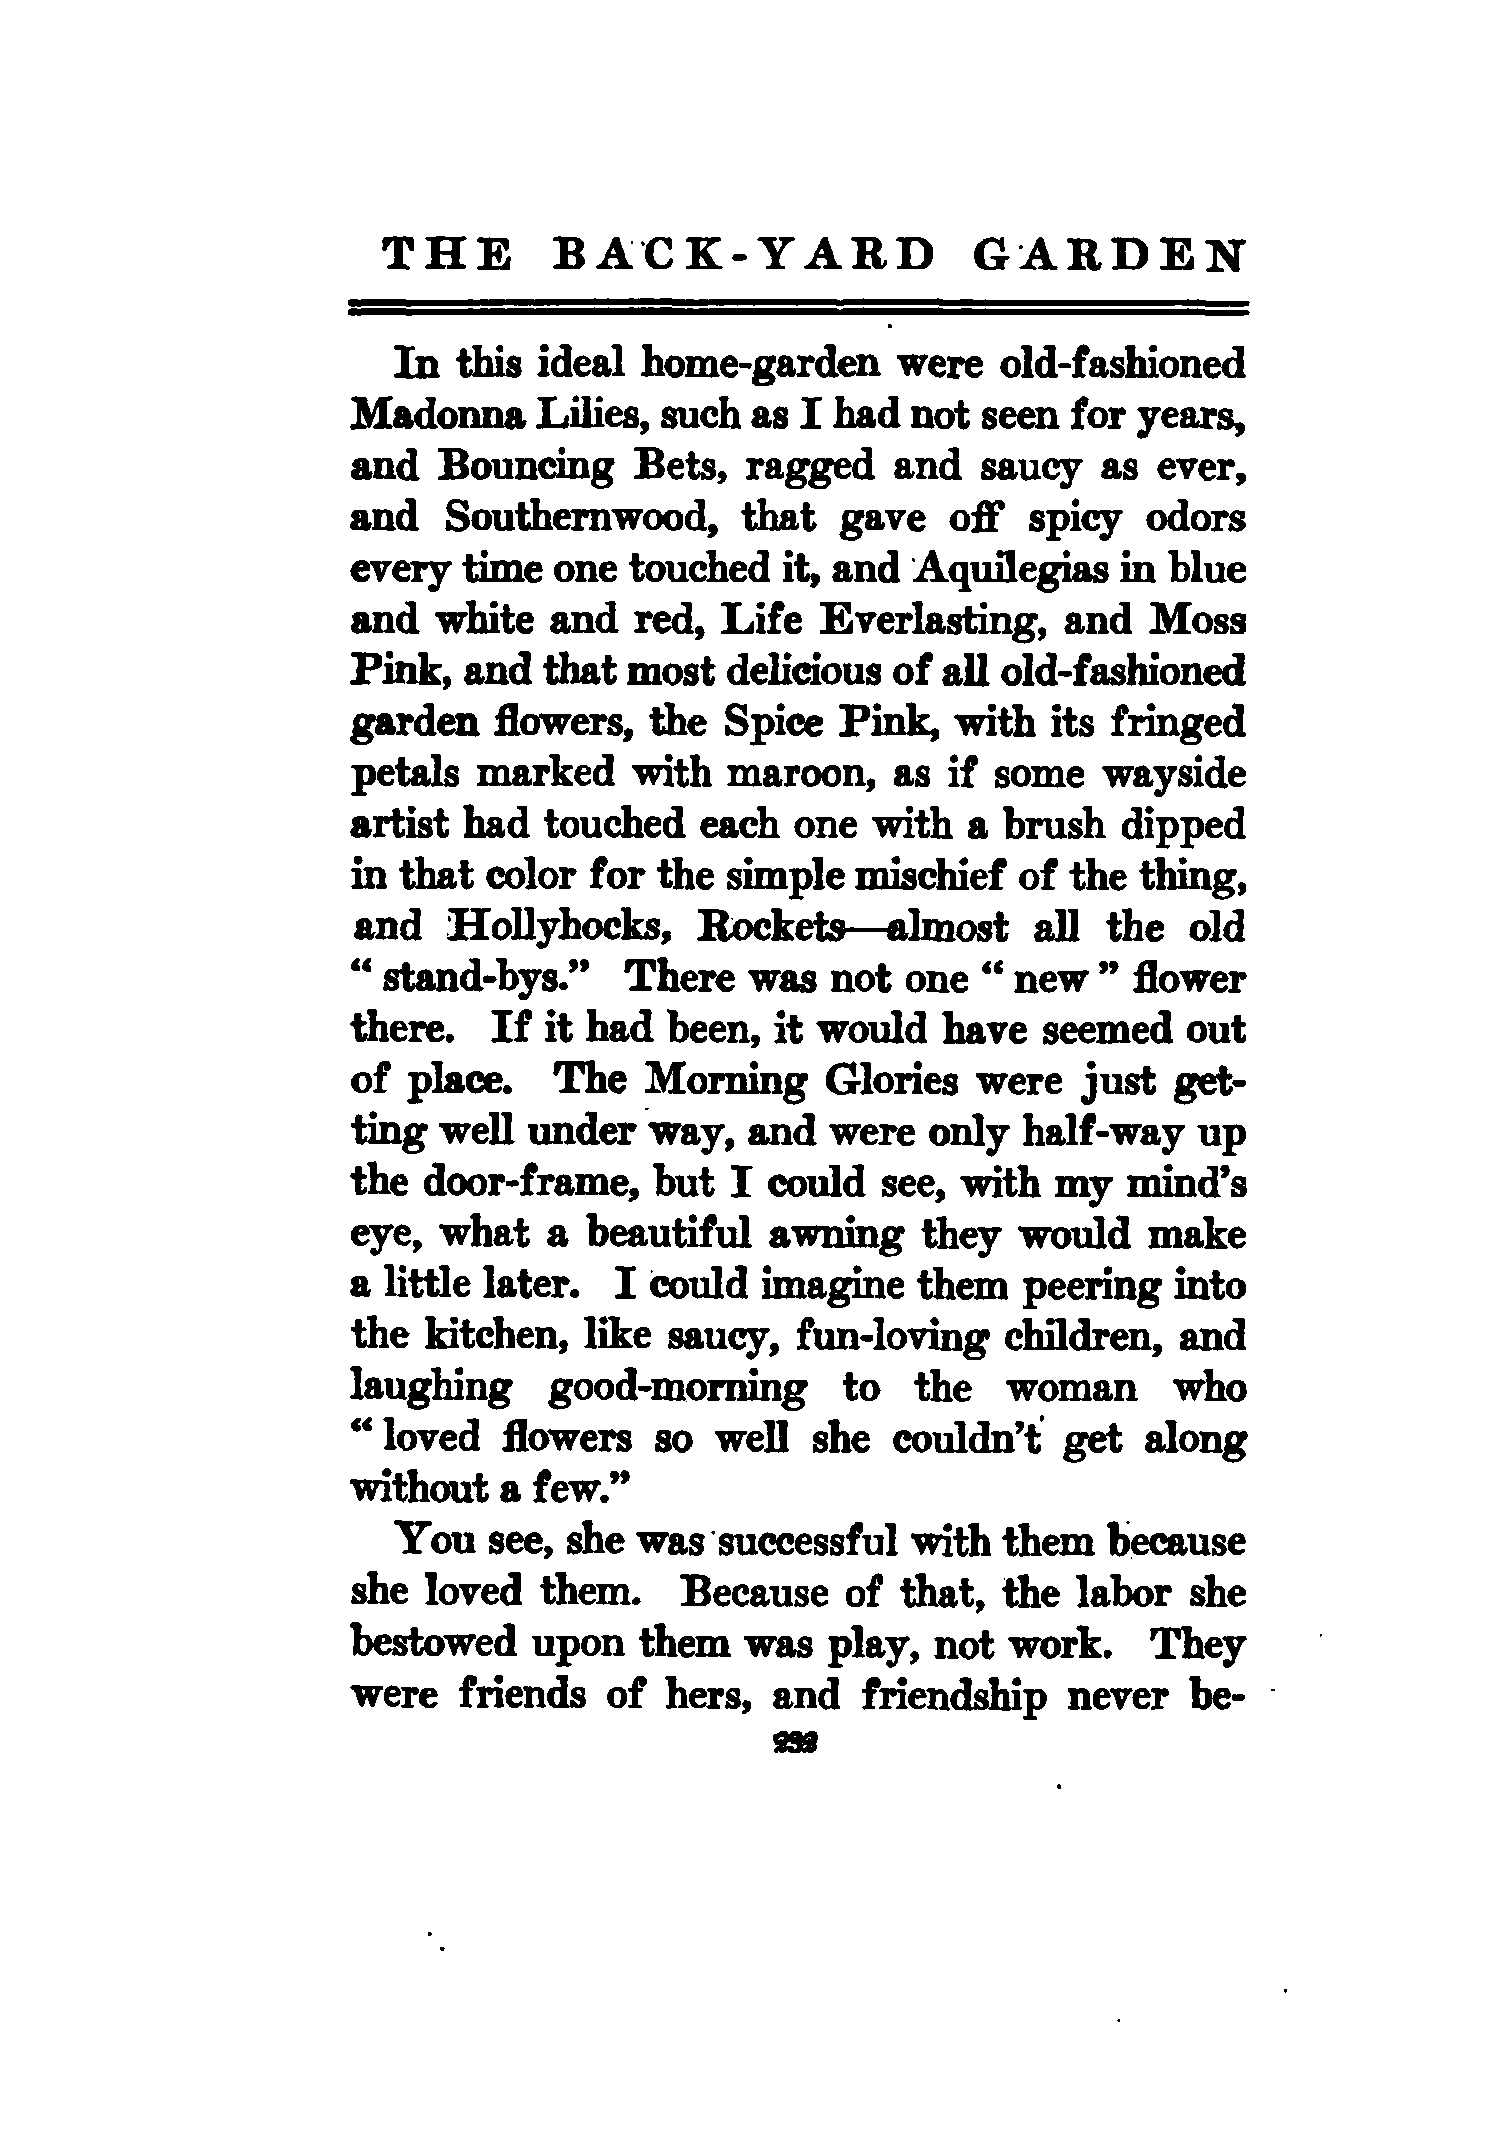 THE BACK-YARD GARDEN
In this ideal home-garden were old-fashioned
Madonna Lilies, such as I had not seen for years,
and Bouncing Bets, ragged and saucy as ever,
and Southernwood, that gave off spicy odors
every time one touched it, and Aquilegias in blue
and white and red, Life Everlasting, and Moss
Pink, and that most delicious of all old-fashioned
garden flowers, the Spice Pink, with its fringed
petals marked with maroon, as if some wayside
artist had touched each one with a brush dipped
in that color for the simple mischief of the thing,
and Hollyhocks, Rockets—almost all the old
“ stand-bys.” There was not one “ new ” flower
there. If it had been, it would have seemed out
of place. The Morning Glories were just get-
ting well under way, and were only half-way up
the door-frame, but I could see, with my mind’s
eye, what a beautiful awning they would make
a little later. I could imagine them peering into
the kitchen, like saucy, fun-loving children, and
laughing good-morning to the woman who
“ loved flowers so well she couldn’t get along
without a few.”
You see, she was successful with them because
she loved them. Because of that, the labor she
bestowed upon them was play, not work. They
were friends of hers, and friendship never be-